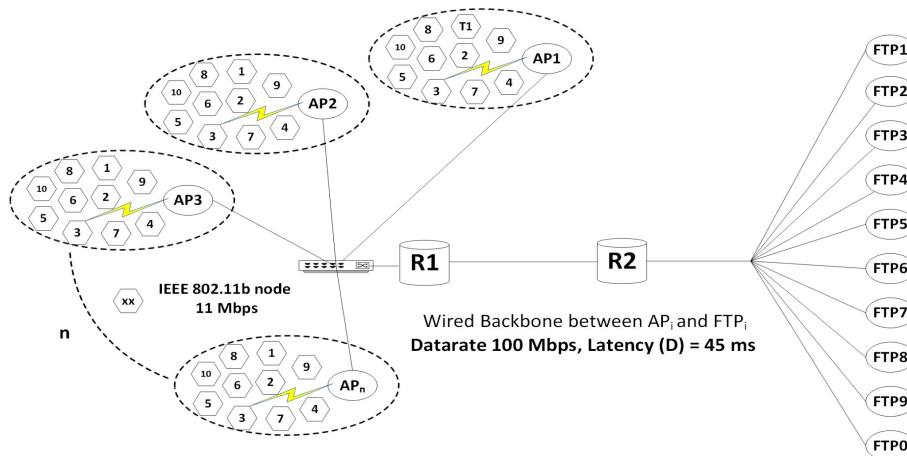 8
T1
9
10
6
2
AP1
5
3
7
4
8
1
9
10
6
2
AP2
5
3
7
4
8
1
9
10
6
2
AP3
5
3
7
4
xx
IEEE 802.11b node
11 Mbps
n
8
1
9
10
6
2
APn
5
3
7
4
R1
R2
Wired Backbone between APi and FTPi
Datarate 100 Mbps, Latency (D) = 45 ms
FTP1
FTP2
FTP3
FTP4
FTP5
FTP6
FTP7
FTP8
FTP9
FTP0